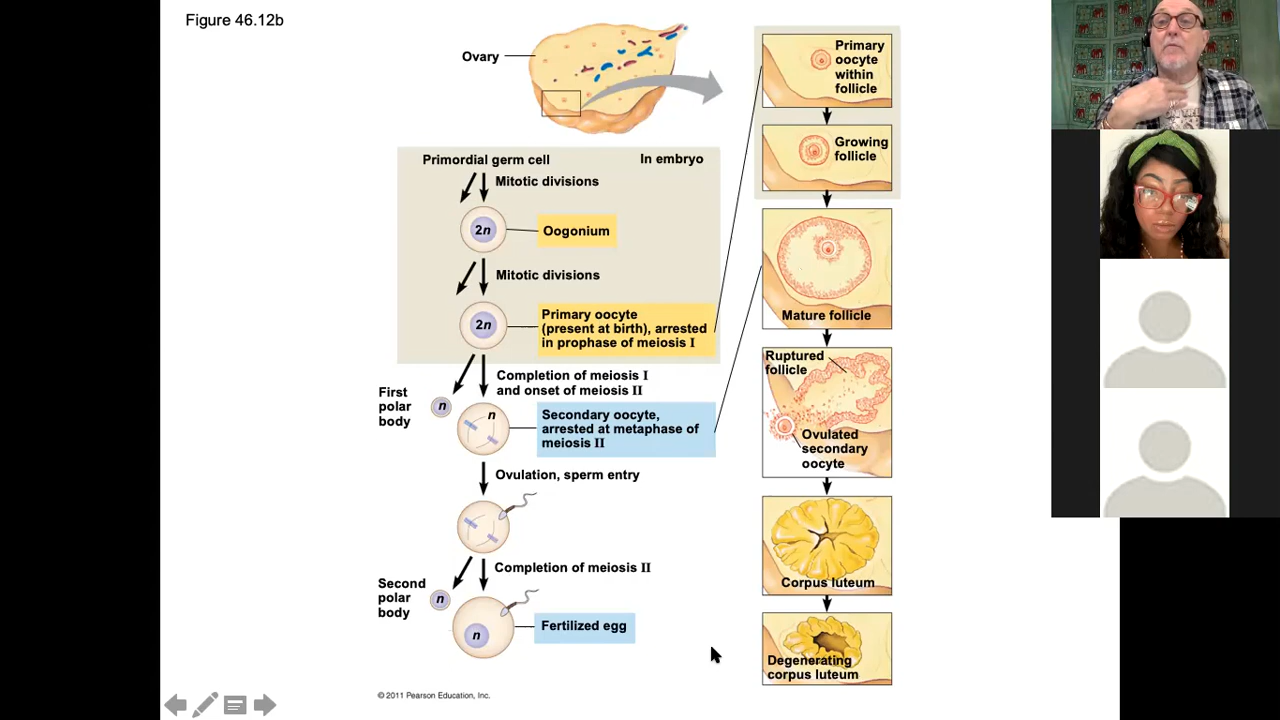 Figure 46.12b
Ovary
Primordial germ cell
In embryo
Mitotic divisions
2n
Oogonium
Mitotic divisions
2n
Primary oocyte
(present at birth), arrested
in prophase of meiosis I
Completion of meiosis I
and onset of meiosis II
First
polar
body
n
n
Secondary oocyte,
arrested at metaphase of
meiosis II
Ovulation, sperm entry
Completion of meiosis II
Second
polar
body
n
n
Fertilized egg
Primary
oocyte
within
follicle
Growing
follicle
Mature follicle
Ruptured
follicle
Ovulated
secondary
oocyte
Corpus luteum
Degenerating
corpus luteum
© 2011 Pearson Education, Inc.